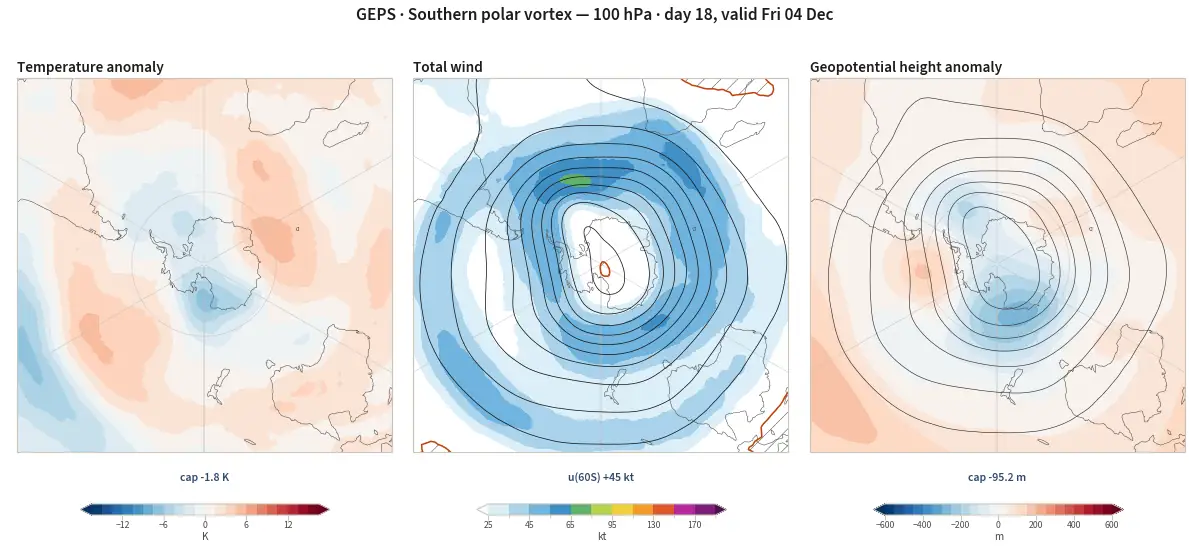 GEPS · Southern polar vortex — 100 hPa · day 18, valid Fri 04 Dec
Temperature anomaly
Total wind
Geopotential height anomaly
cap -1.8 K
u(60S) +45 kt
cap -95.2 m
−12 −6 0 6 12
K
25 45 65 95 130 170
kt
−600 −400 −200 0 200 400 600
m